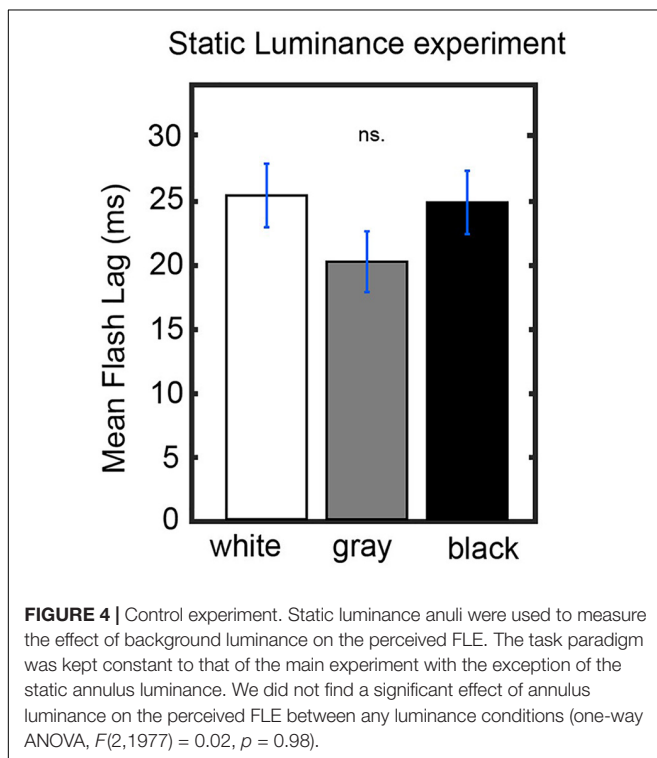 Static Luminance experiment
ns.
Mean Flash Lag (ms)
30
25
20
15
10
5
0
white gray black
FIGURE 4 | Control experiment. Static luminance anuli were used to measure
the effect of background luminance on the perceived FLE. The task paradigm
was kept constant to that of the main experiment with the exception of the
static annulus luminance. We did not find a significant effect of annulus
luminance on the perceived FLE between any luminance conditions (one-way
ANOVA, F(2,1977) = 0.02, p = 0.98).